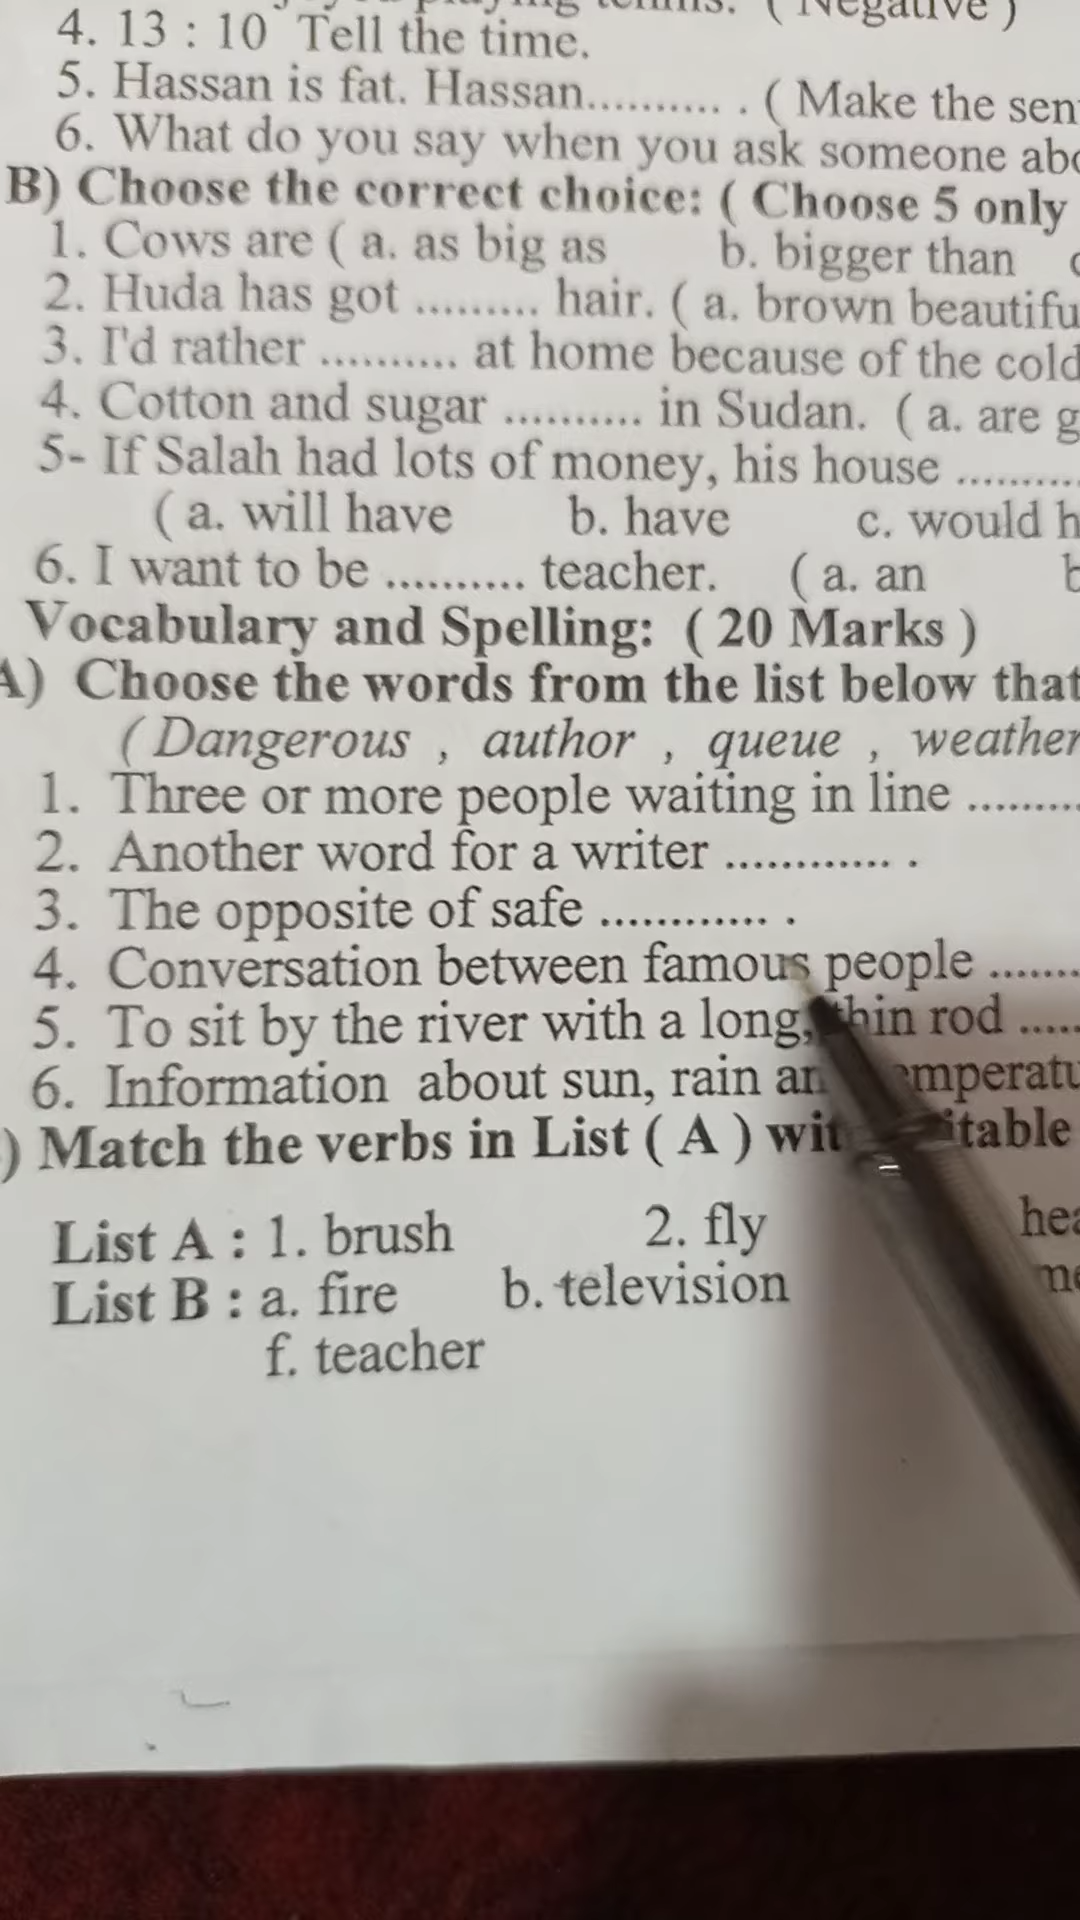 playing tennis. ( Negative )
4. 13 : 10 Tell the time.
5. Hassan is fat. Hassan........... . ( Make the sen
6. What do you say when you ask someone abo
B) Choose the correct choice: ( Choose 5 only
1. Cows are ( a. as big as b. bigger than
2. Huda has got ......... hair. ( a. brown beautifu
3. I'd rather .......... at home because of the cold
4. Cotton and sugar .......... in Sudan. ( a. are g
5- If Salah had lots of money, his house ..........
( a. will have b. have c. would h
6. I want to be .......... teacher. ( a. an b
Vocabulary and Spelling: ( 20 Marks )
A) Choose the words from the list below that
( Dangerous , author , queue , weather
1. Three or more people waiting in line .........
2. Another word for a writer ............ .
3. The opposite of safe ............ .
4. Conversation between famous people .......
5. To sit by the river with a long, thin rod ......
6. Information about sun, rain an emperatu
) Match the verbs in List ( A ) wit itable
List A : 1. brush 2. fly hea
List B : a. fire b. television me
f. teacher